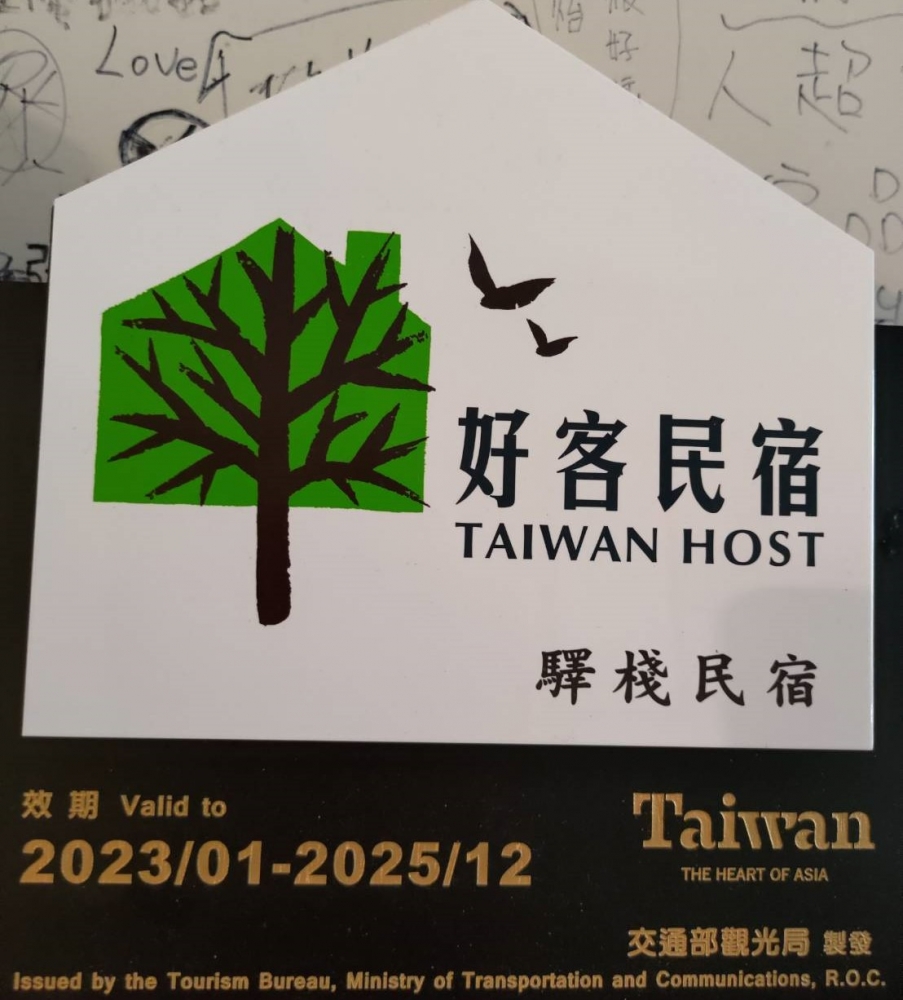 Love
好
人 超
好客民宿
TAIWAN HOST
驛棧民宿
效期 Valid to
2023/01-2025/12
Taiwan
THE HEART OF ASIA
交通部觀光局 製發
Issued by the Tourism Bureau, Ministry of Transportation and Communications, R.O.C.